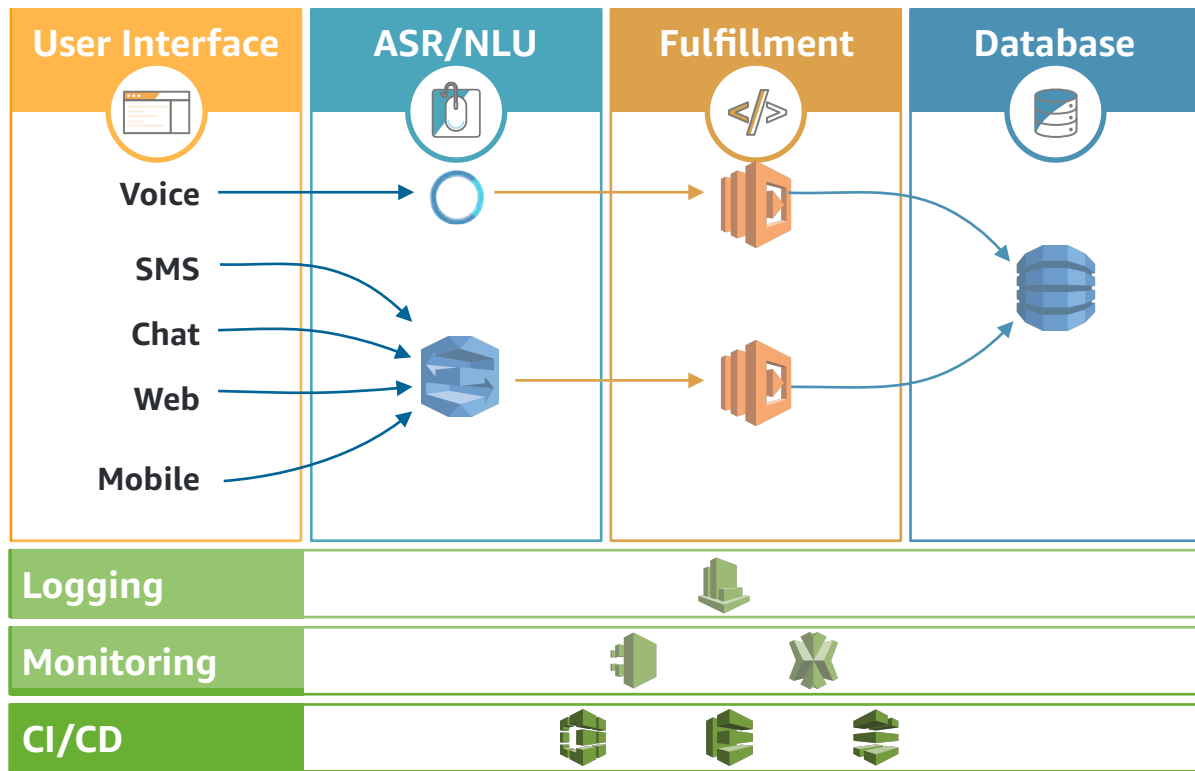 User Interface
ASR/NLU
Fulfillment
Database
Voice
SMS
Chat
Web
Mobile
Logging
Monitoring
CI/CD